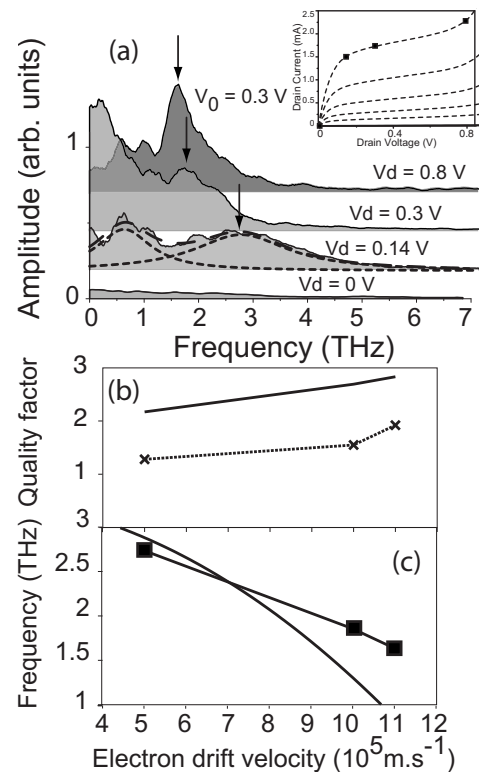 (a)
V0 = 0.3 V
Drain Current (mA)
2.5
2.0
1.5
1.0
0.5
0
0
0.4
0.8
Drain Voltage (V)
Amplitude (arb. units)
1
0
Vd = 0.8 V
Vd = 0.3 V
Vd = 0.14 V
Vd = 0 V
0 1 2 3 4 5 6 7
Frequency (THz)
(b)
Quality factor
3
2
1
3
(c)
Frequency (THz)
2.5
2
1.5
1
4 5 6 7 8 9 10 11 12
Electron drift velocity (10^5 m.s^-1)